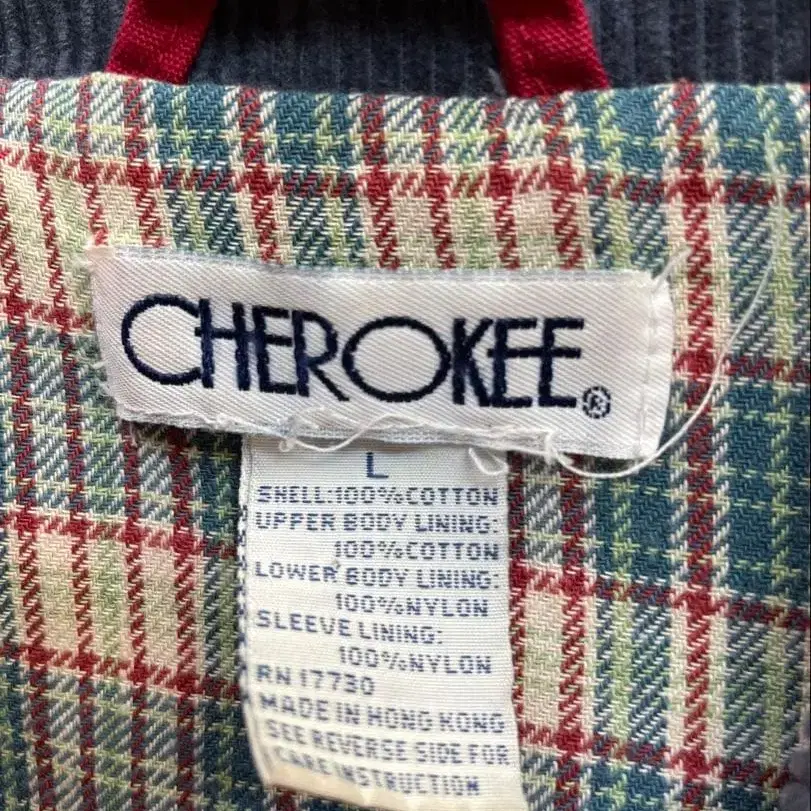 CHEROKEE®
L
SHELL:100%COTTON
UPPER BODY LINING:
100%COTTON
LOWER BODY LINING:
100%NYLON
SLEEVE LINING:
100%NYLON
RN 17730
MADE IN HONG KONG
SEE REVERSE SIDE FOR
CARE INSTRUCTION